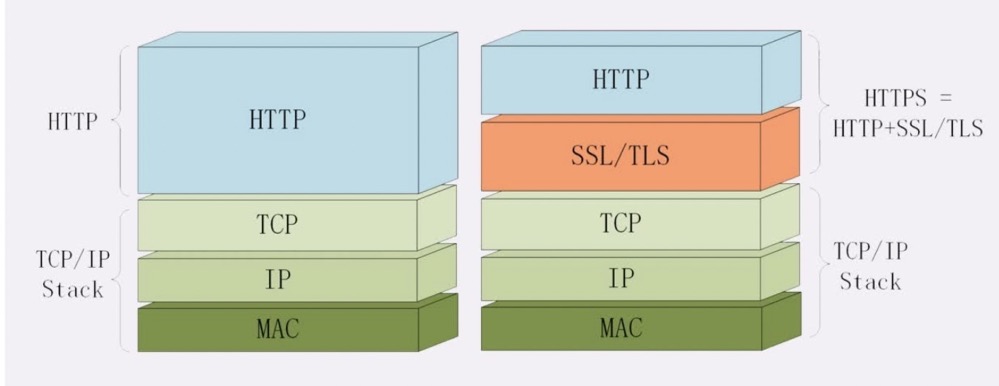 HTTP
HTTP
TCP
IP
MAC
TCP/IP
Stack
HTTP
SSL/TLS
TCP
IP
MAC
HTTPS =
HTTP+SSL/TLS
TCP/IP
Stack